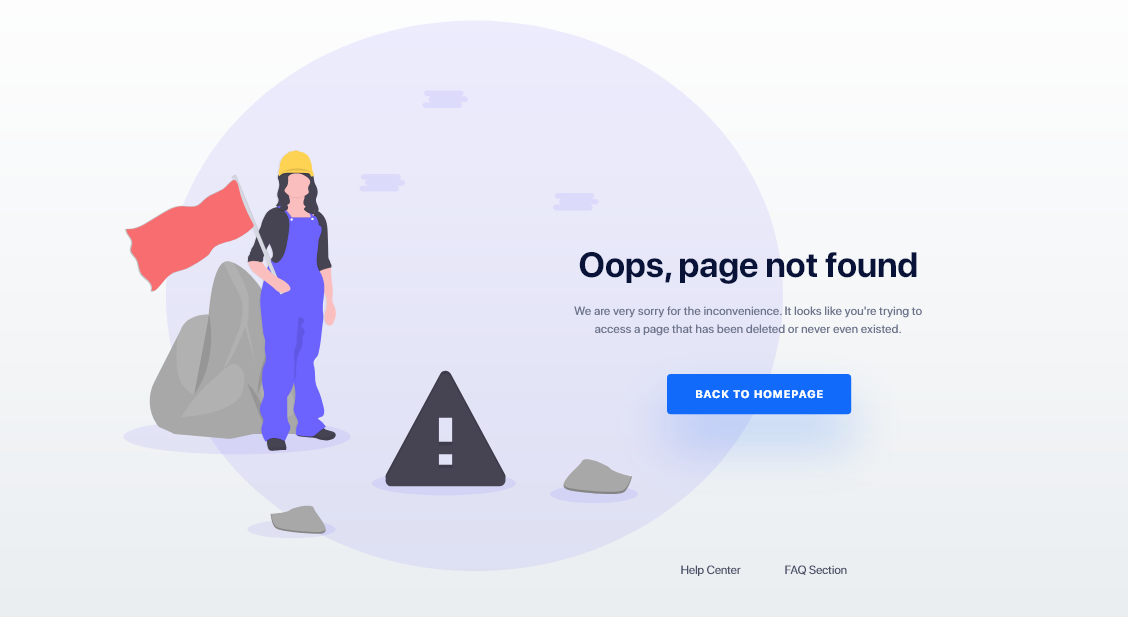 Oops, page not found
We are very sorry for the inconvenience. It looks like you're trying to
access a page that has been deleted or never even existed.
BACK TO HOMEPAGE
Help Center
FAQ Section